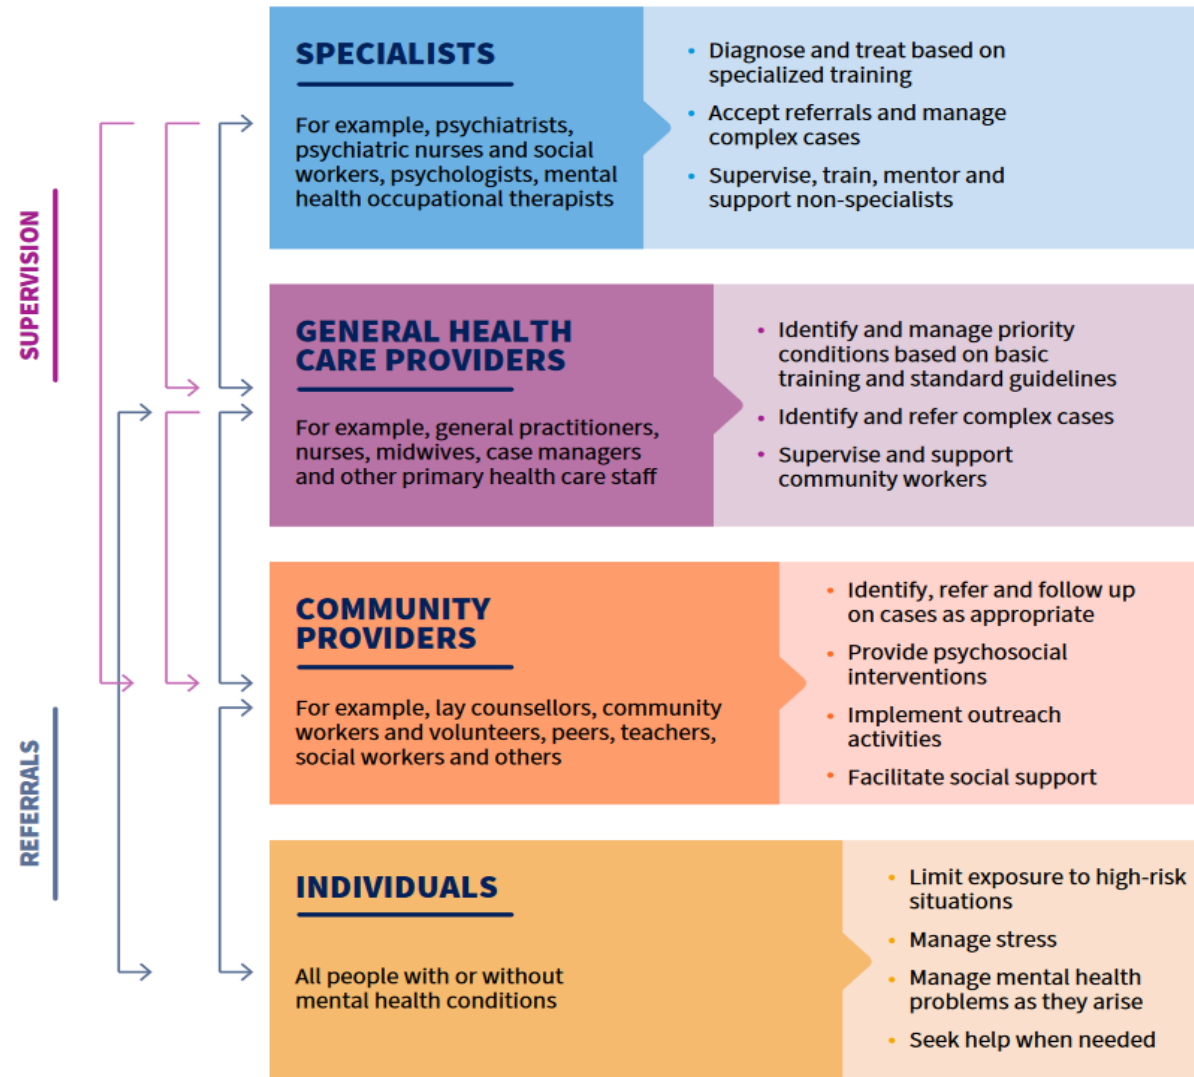 SUPERVISION
REFERRALS
SPECIALISTS
For example, psychiatrists,
psychiatric nurses and social
workers, psychologists, mental
health occupational therapists
• Diagnose and treat based on
specialized training
• Accept referrals and manage
complex cases
• Supervise, train, mentor and
support non-specialists
GENERAL HEALTH
CARE PROVIDERS
For example, general practitioners,
nurses, midwives, case managers
and other primary health care staff
• Identify and manage priority
conditions based on basic
training and standard guidelines
• Identify and refer complex cases
• Supervise and support
community workers
COMMUNITY
PROVIDERS
For example, lay counsellors, community
workers and volunteers, peers, teachers,
social workers and others
• Identify, refer and follow up
on cases as appropriate
• Provide psychosocial
interventions
• Implement outreach
activities
• Facilitate social support
INDIVIDUALS
All people with or without
mental health conditions
• Limit exposure to high-risk
situations
• Manage stress
• Manage mental health
problems as they arise
• Seek help when needed